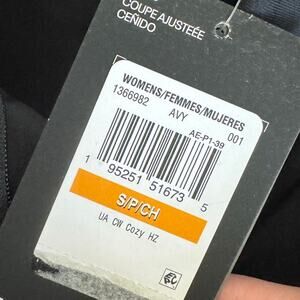 COUPE AJUSTÉE
CEÑIDO
WOMENS/FEMMES/MUJERES
1366982 AVY 001
AE-P1-39
1 95251 51673 5
S/P/CH
UA CW Cozy HZ